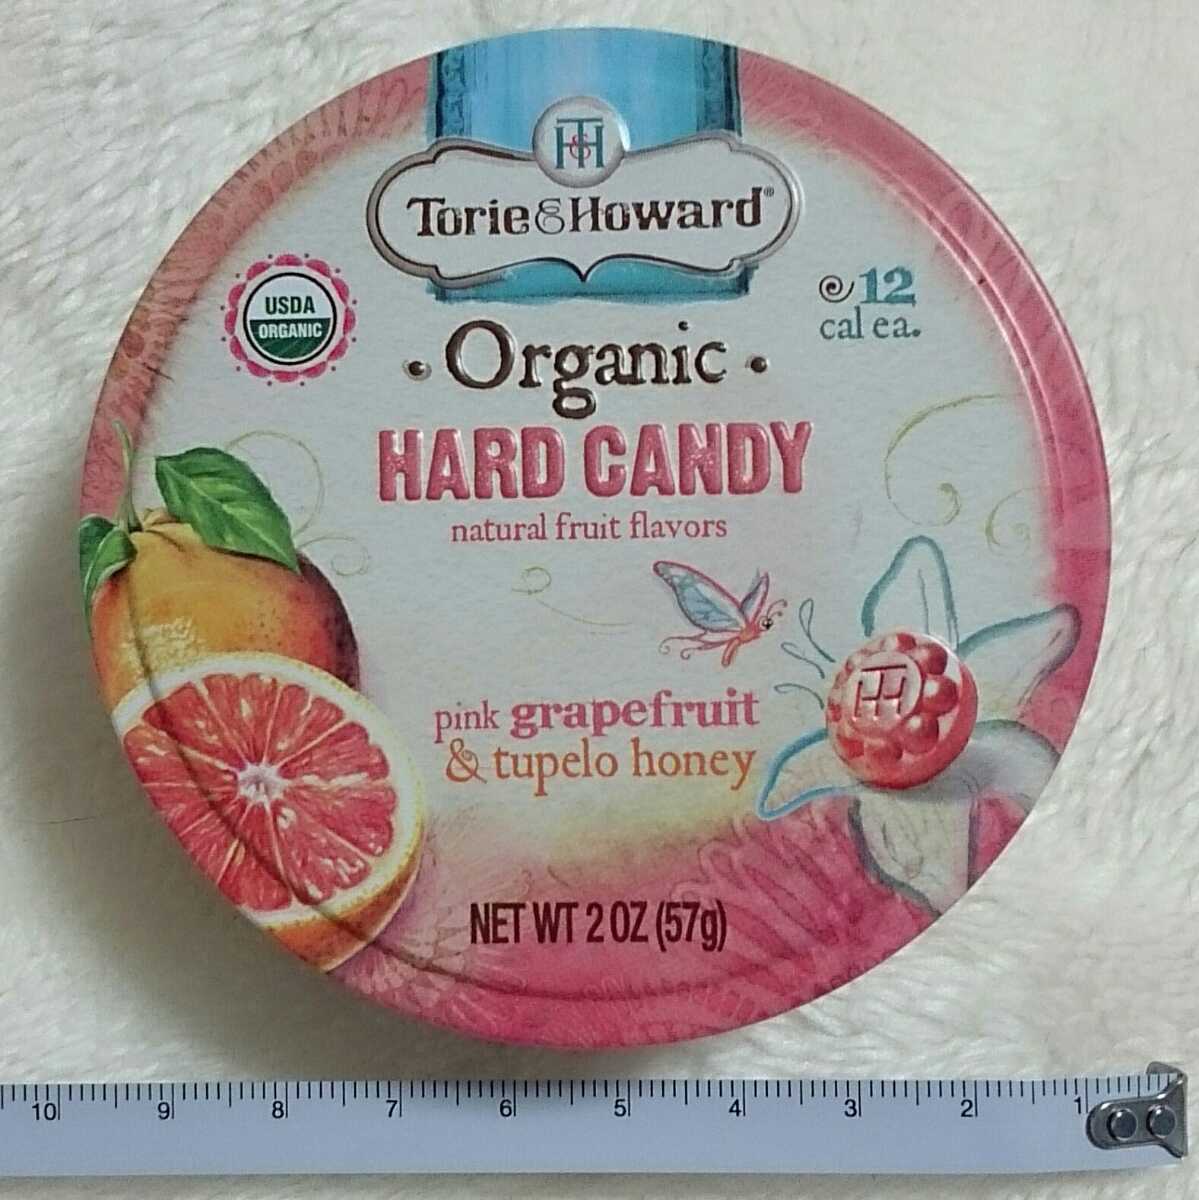 T&H
Torie & Howard®
USDA
ORGANIC
12
cal ea.
• Organic •
HARD CANDY
natural fruit flavors
TH
pink grapefruit
& tupelo honey
NET WT 2 OZ (57g)
10 9 8 7 6 5 4 3 2 1